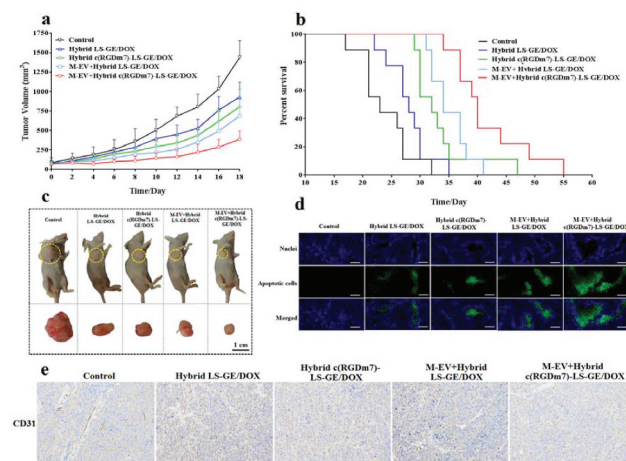 a
Control
Hybrid LS-GE/DOX
Hybrid c(RGDm7)-LS-GE/DOX
M-EV+Hybrid LS-GE/DOX
M-EV+Hybrid c(RGDm7)-LS-GE/DOX
Tumor Volume (mm³)
1750
1500
1250
1000
750
500
250
0
0 2 4 6 8 10 12 14 16 18
Time/Day
b
Control
Hybrid LS-GE/DOX
Hybrid c(RGDm7)-LS-GE/DOX
M-EV+Hybrid LS-GE/DOX
M-EV+Hybrid c(RGDm7)-LS-GE/DOX
Percent survival
100
80
60
40
20
0
10 15 20 25 30 35 40 45 50 55 60
Time/Day
c
Control
Hybrid LS-GE/DOX
Hybrid c(RGDm7)-LS-GE/DOX
M-EV+Hybrid LS-GE/DOX
M-EV+Hybrid c(RGDm7)-LS-GE/DOX
1 cm
d
Control
Hybrid LS-GE/DOX
Hybrid c(RGDm7)-
LS-GE/DOX
M-EV+Hybrid
LS-GE/DOX
M-EV+Hybrid
c(RGDm7)-LS-GE/DOX
Nuclei
Apoptotic cells
Merged
e
Control
Hybrid LS-GE/DOX
Hybrid c(RGDm7)-
LS-GE/DOX
M-EV+Hybrid
LS-GE/DOX
M-EV+Hybrid
c(RGDm7)-LS-GE/DOX
CD31